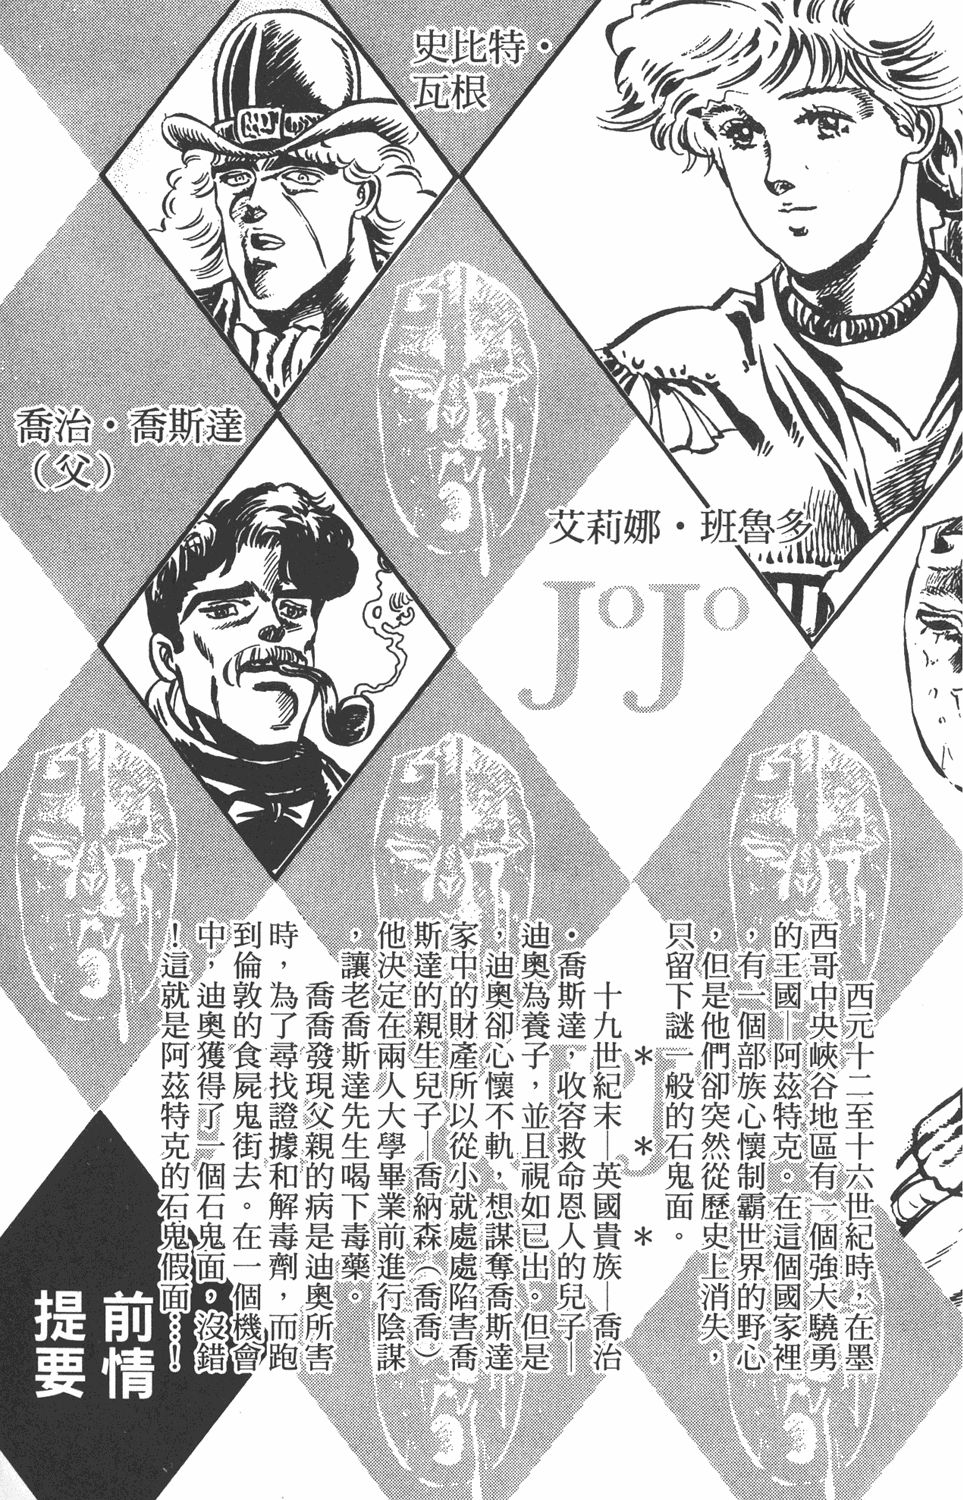 史比特・
瓦根
喬治・喬斯達
（父）
艾莉娜・班魯多
JoJo
西元十二至十六世紀時，在墨
西哥中央峽谷地區有一個強大驍勇
的王國—阿茲特克。在這個國家裡
，有一個部族心懷制霸世界的野心
，但是他們卻突然從歷史上消失，
只留下謎一般的石鬼面。
＊　＊　＊
十九世紀末—英國貴族—喬治
・喬斯達，收容救命恩人的兒子—
迪奧為養子，並且視如已出。但是
，迪奧卻心懷不軌，想謀奪喬斯達
家中的財產所以從小就處處陷害喬
斯達的親生兒子—喬納森（喬喬）
他決定在兩人大學畢業前進行陰謀
，讓老喬斯達先生喝下毒藥。
喬喬發現父親的病是迪奧所害
時，為了尋找證據和解毒劑，而跑
到倫敦的食屍鬼街去。在一個機會
中，迪奧獲得了一個石鬼面，沒錯
！這就是阿茲特克的石鬼假面……！
前情
提要
JoJo